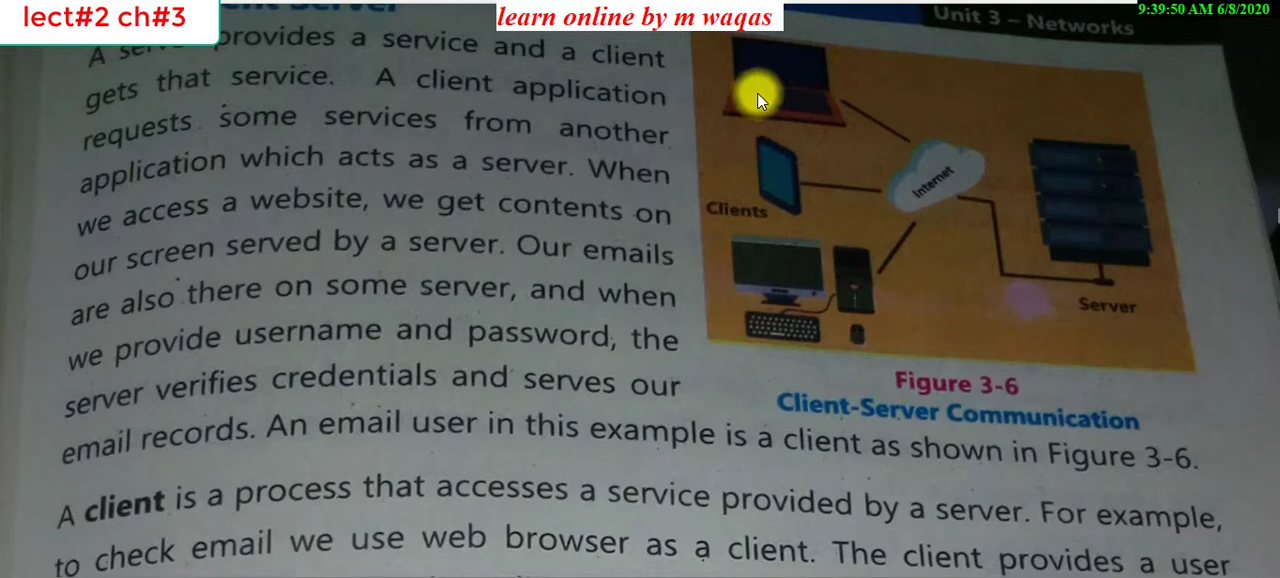 lect#2 ch#3
learn online by m waqas
9:39:50 AM 6/8/2020
Unit 3 – Networks
Server
A provides a service and a client
gets that service. A client application
requests some services from another
application which acts as a server. When
we access a website, we get contents on
our screen served by a server. Our emails
are also there on some server, and when
we provide username and password, the
server verifies credentials and serves our
email records. An email user in this example is a client as shown in Figure 3-6.
Internet
Clients
Server
Figure 3-6
Client-Server Communication
A client is a process that accesses a service provided by a server. For example,
to check email we use web browser as a client. The client provides a user